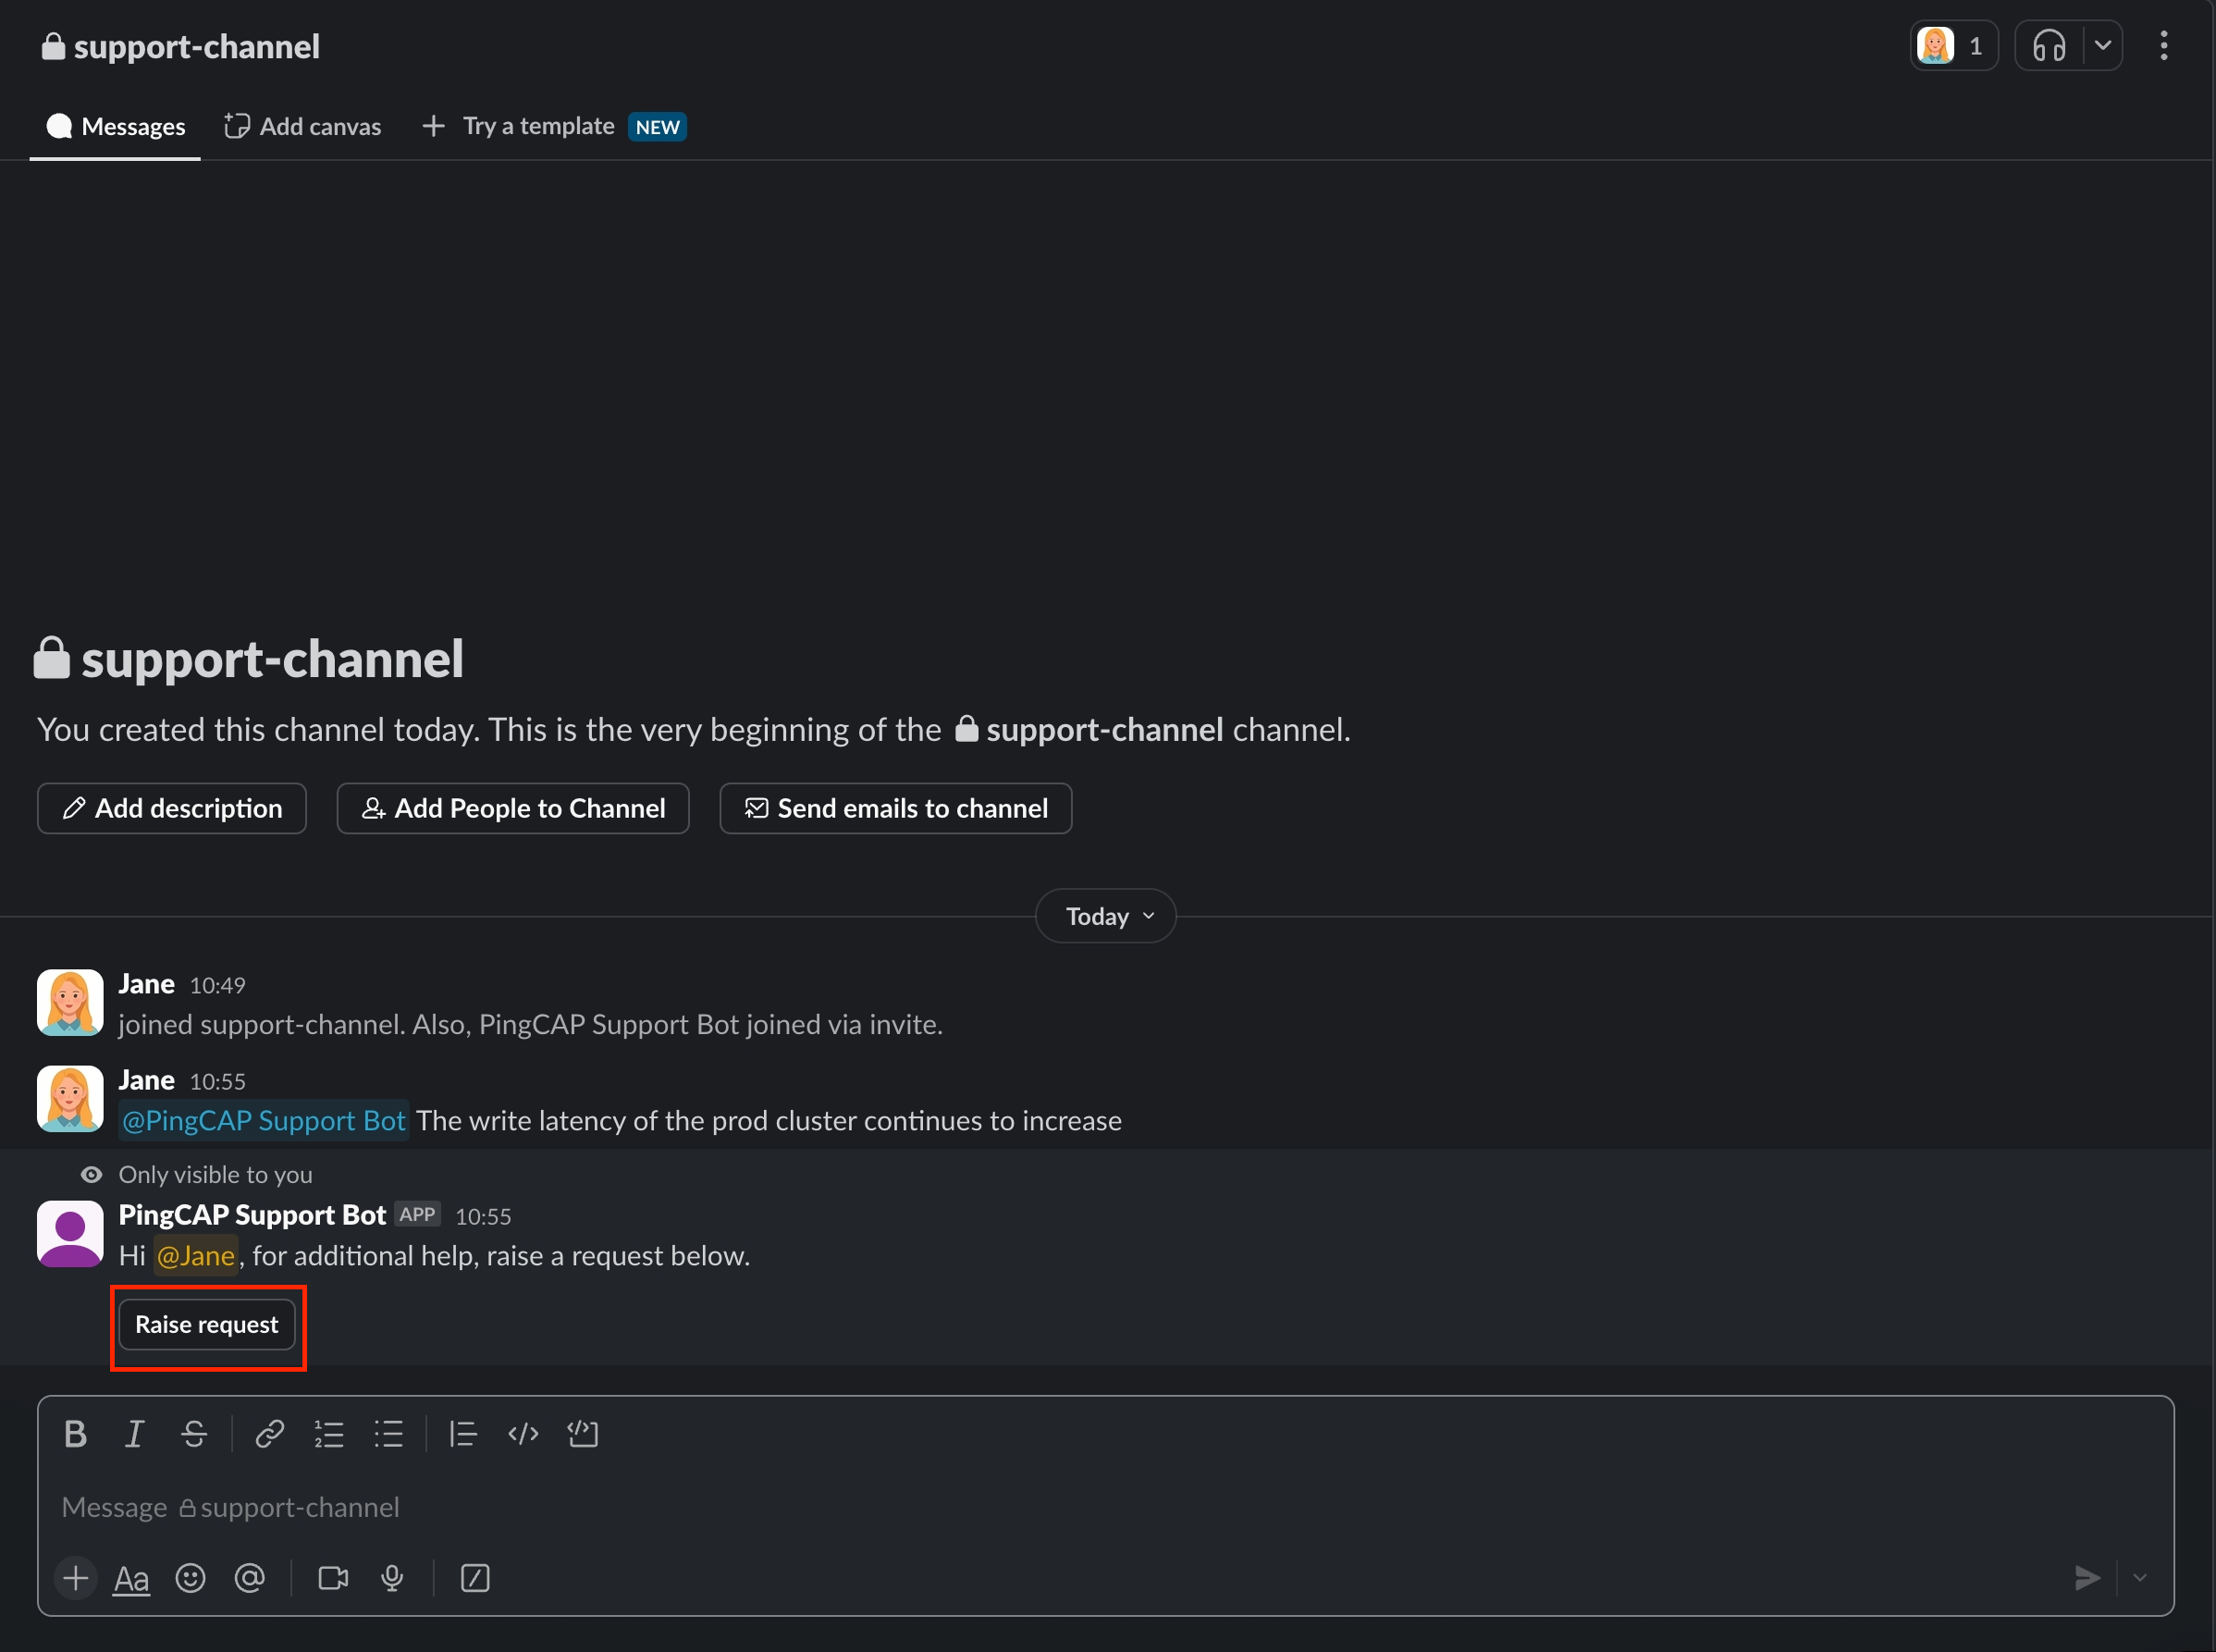 support-channel
1
Messages
Add canvas
Try a template NEW
support-channel
You created this channel today. This is the very beginning of the support-channel channel.
Add description
Add People to Channel
Send emails to channel
Today
Jane 10:49
joined support-channel. Also, PingCAP Support Bot joined via invite.
Jane 10:55
@PingCAP Support Bot The write latency of the prod cluster continues to increase
Only visible to you
PingCAP Support Bot APP 10:55
Hi @Jane, for additional help, raise a request below.
Raise request
Message support-channel
Aa